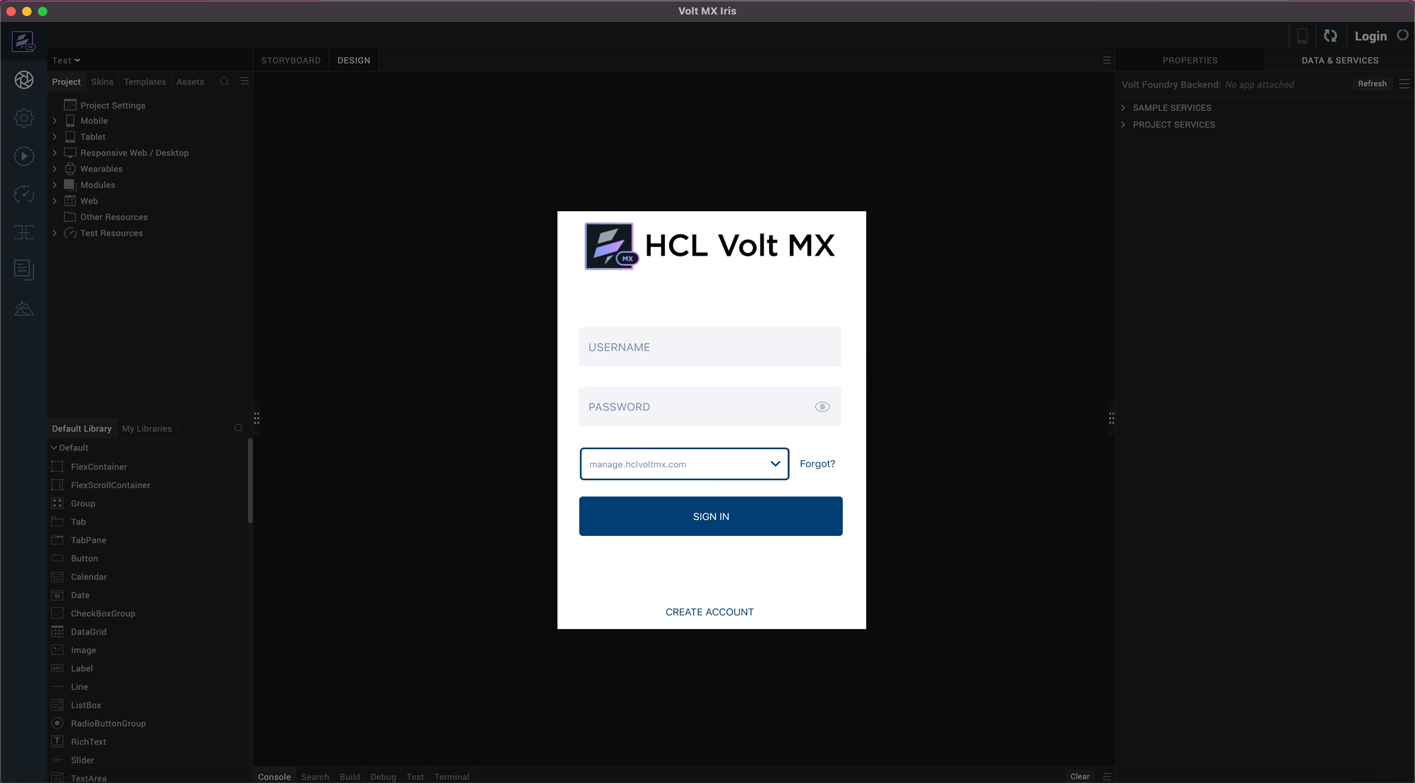 Volt MX Iris
Login
Test
STORYBOARD
DESIGN
PROPERTIES
DATA & SERVICES
Project
Skins
Templates
Assets
Volt Foundry Backend: No app attached
Refresh
Project Settings
Mobile
Tablet
Responsive Web / Desktop
Wearables
Modules
Web
Other Resources
Test Resources
SAMPLE SERVICES
PROJECT SERVICES
MX
HCL Volt MX
USERNAME
PASSWORD
manage.hclvoltmx.com
Forgot?
SIGN IN
CREATE ACCOUNT
Default Library
My Libraries
Default
FlexContainer
FlexScrollContainer
Group
Tab
TabPane
Button
Calendar
Date
CheckBoxGroup
DataGrid
Image
Label
Line
ListBox
RadioButtonGroup
RichText
Slider
TextArea
Console
Search
Build
Debug
Test
Terminal
Clear